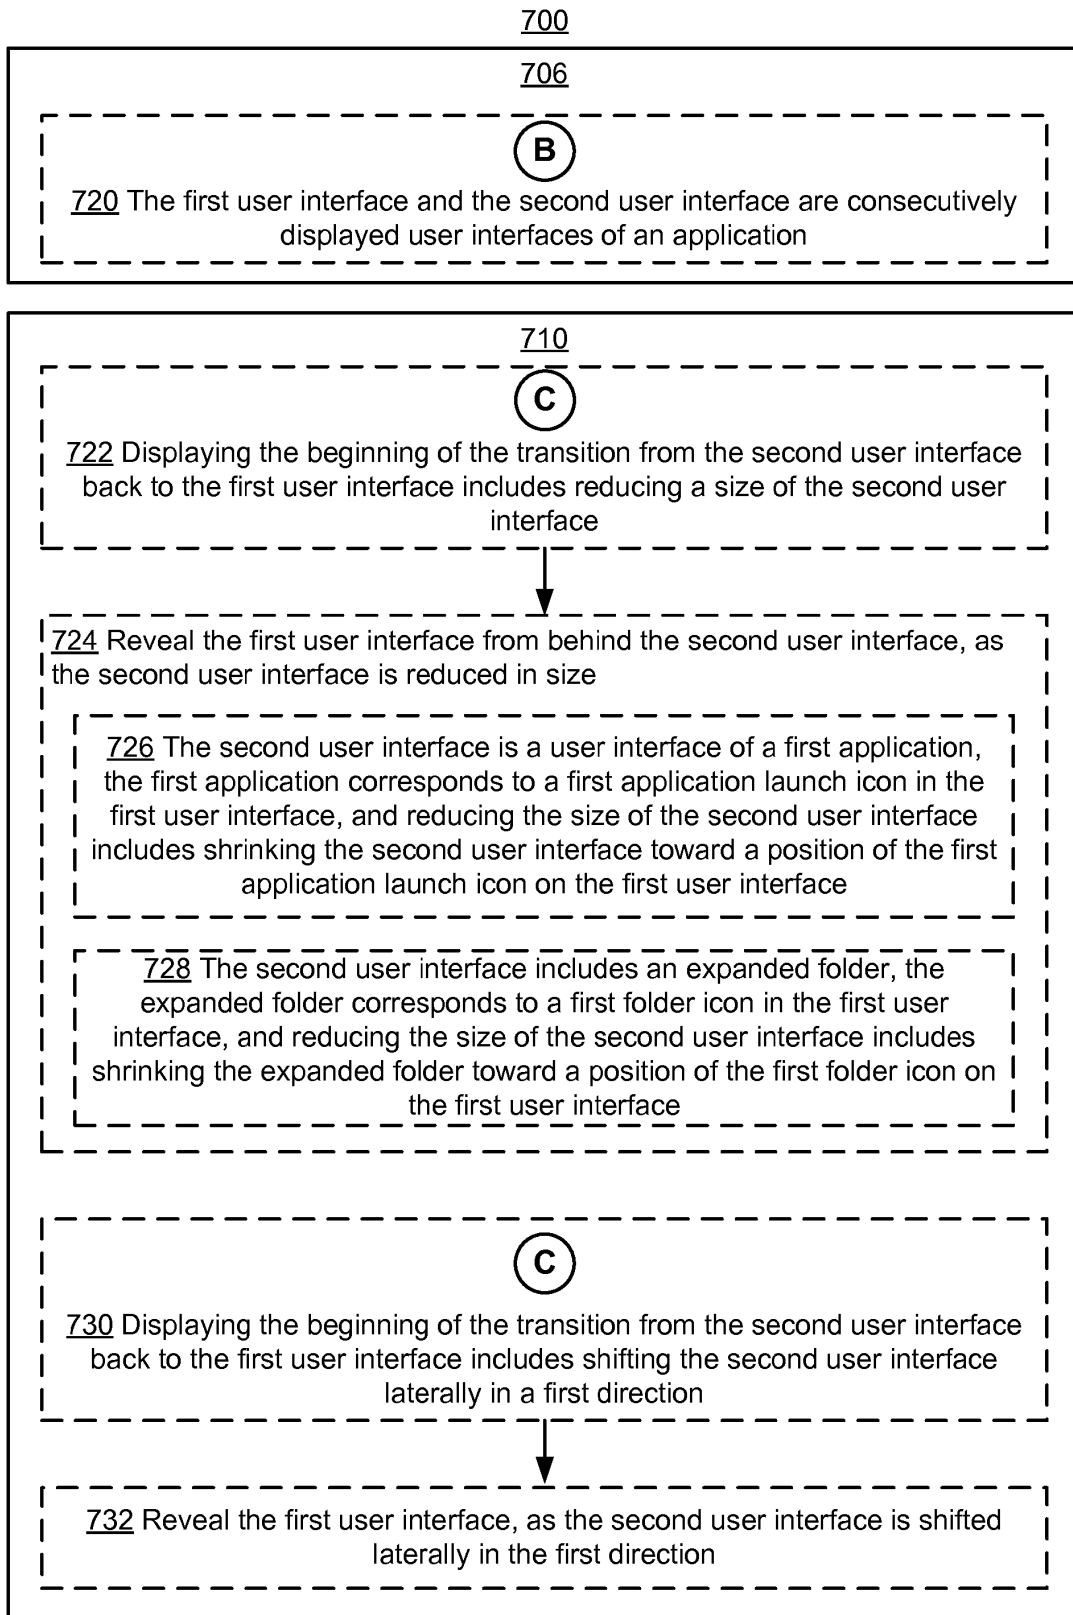 700
706
B
720 The first user interface and the second user interface are consecutively
displayed user interfaces of an application
710
C
722 Displaying the beginning of the transition from the second user interface
back to the first user interface includes reducing a size of the second user
interface
724 Reveal the first user interface from behind the second user interface, as
the second user interface is reduced in size
726 The second user interface is a user interface of a first application,
the first application corresponds to a first application launch icon in the
first user interface, and reducing the size of the second user interface
includes shrinking the second user interface toward a position of the first
application launch icon on the first user interface
728 The second user interface includes an expanded folder, the
expanded folder corresponds to a first folder icon in the first user
interface, and reducing the size of the second user interface includes
shrinking the expanded folder toward a position of the first folder icon on
the first user interface
C
730 Displaying the beginning of the transition from the second user interface
back to the first user interface includes shifting the second user interface
laterally in a first direction
732 Reveal the first user interface, as the second user interface is shifted
laterally in the first direction